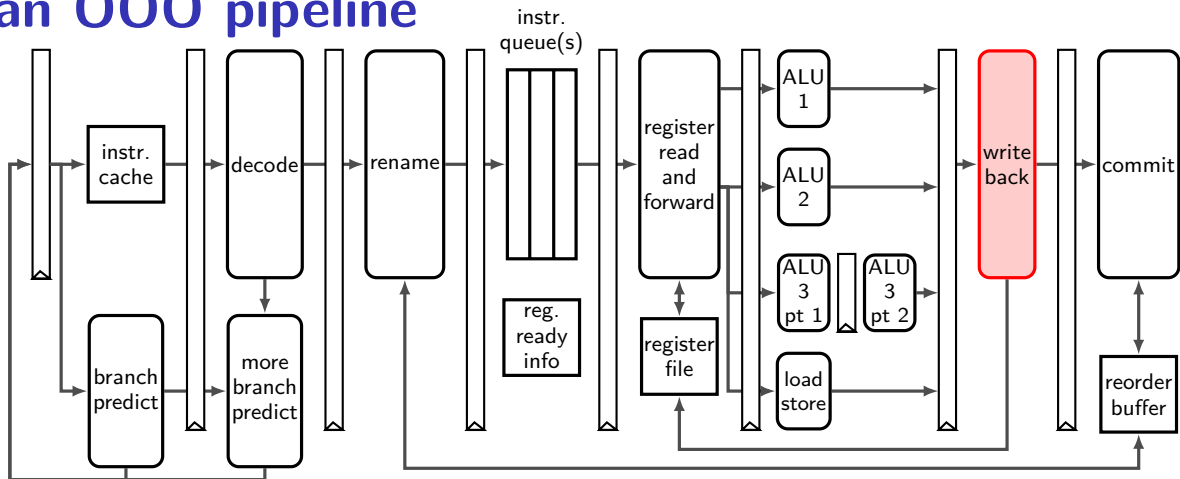 an OOO pipeline
instr.
queue(s)
instr.
cache
decode
rename
register
read
and
forward
ALU
1
ALU
2
ALU
3
pt 1
ALU
3
pt 2
load
store
write
back
commit
branch
predict
more
branch
predict
reg.
ready
info
register
file
reorder
buffer